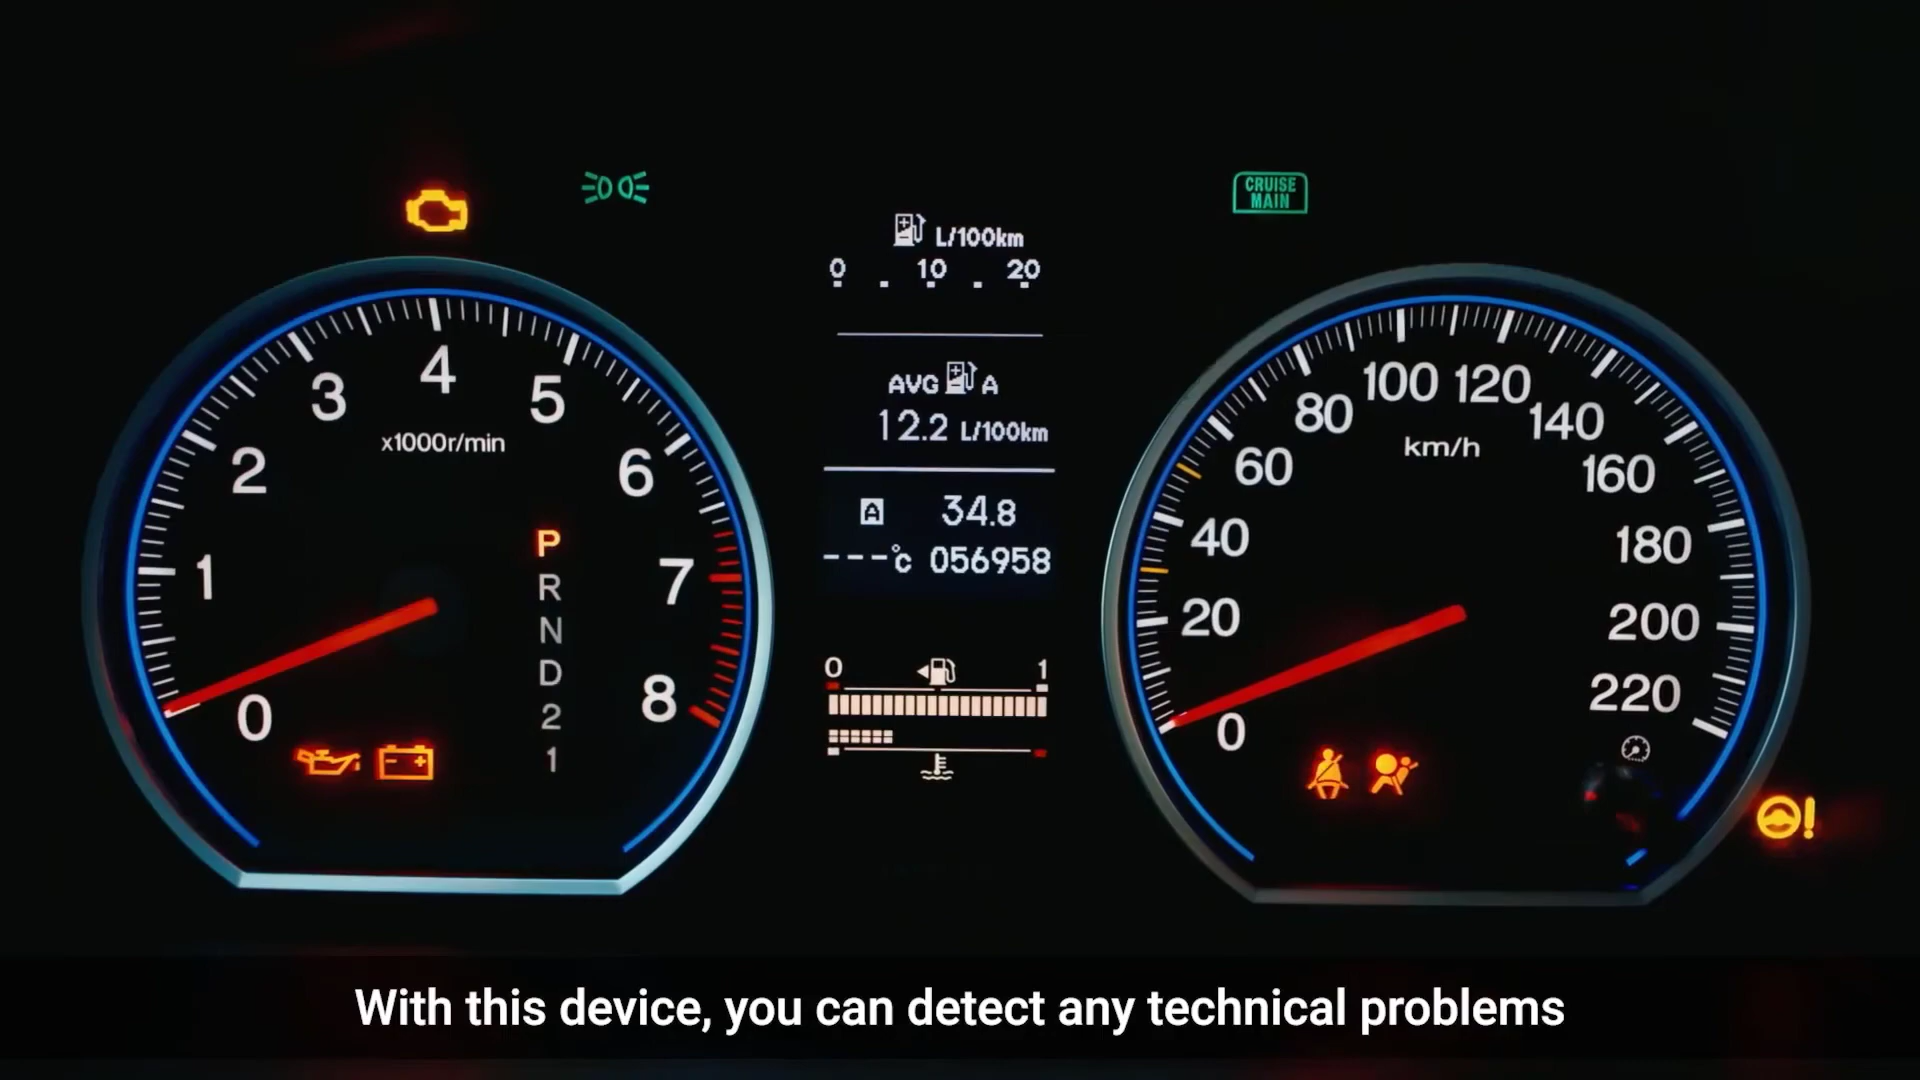 CRUISE
MAIN
L/100km
0 10 20
AVG A
12.2 L/100km
A 34.8
---°c 056958
0 1
0
1
2
3
4
5
6
7
8
x1000r/min
P
R
N
D
2
1
0
20
40
60
80
100
120
140
160
180
200
220
km/h
With this device, you can detect any technical problems